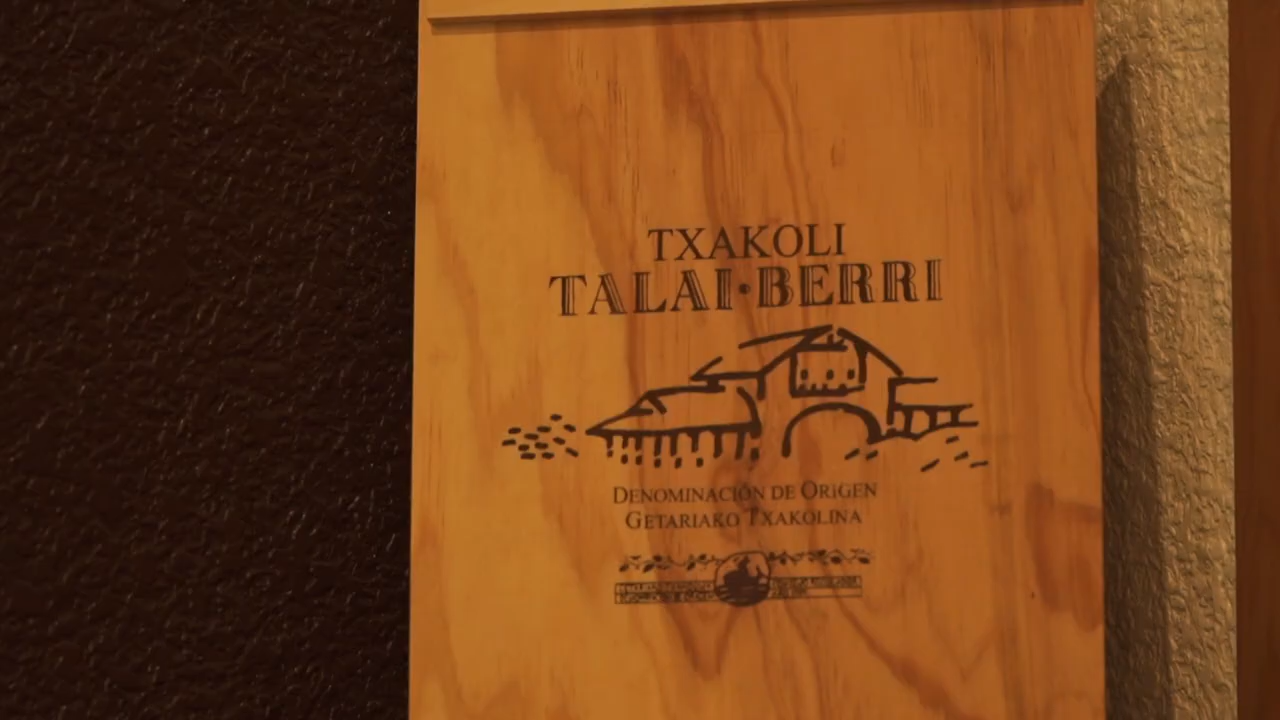 TXAKOLI
TALAI·BERRI
DENOMINACIÓN DE ORIGEN
GETARIAKO TXAKOLINA